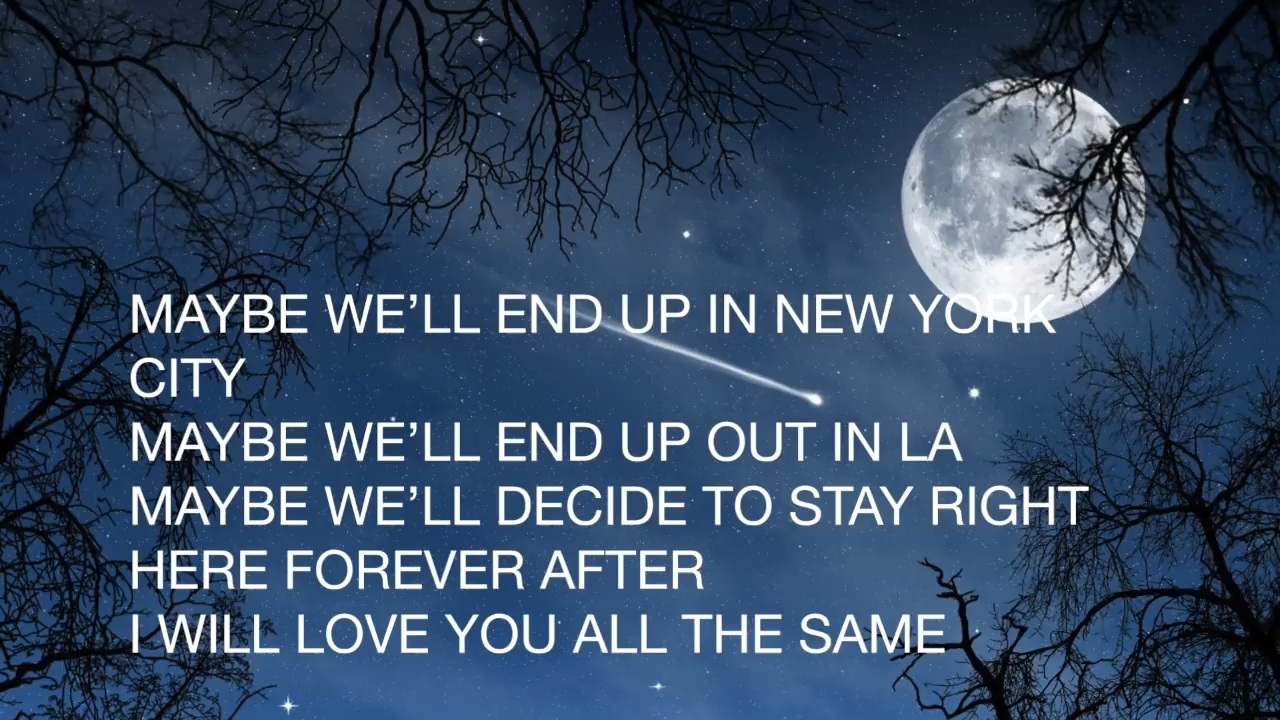 MAYBE WE’LL END UP IN NEW YORK
CITY
MAYBE WE’LL END UP OUT IN LA
MAYBE WE’LL DECIDE TO STAY RIGHT
HERE FOREVER AFTER
I WILL LOVE YOU ALL THE SAME